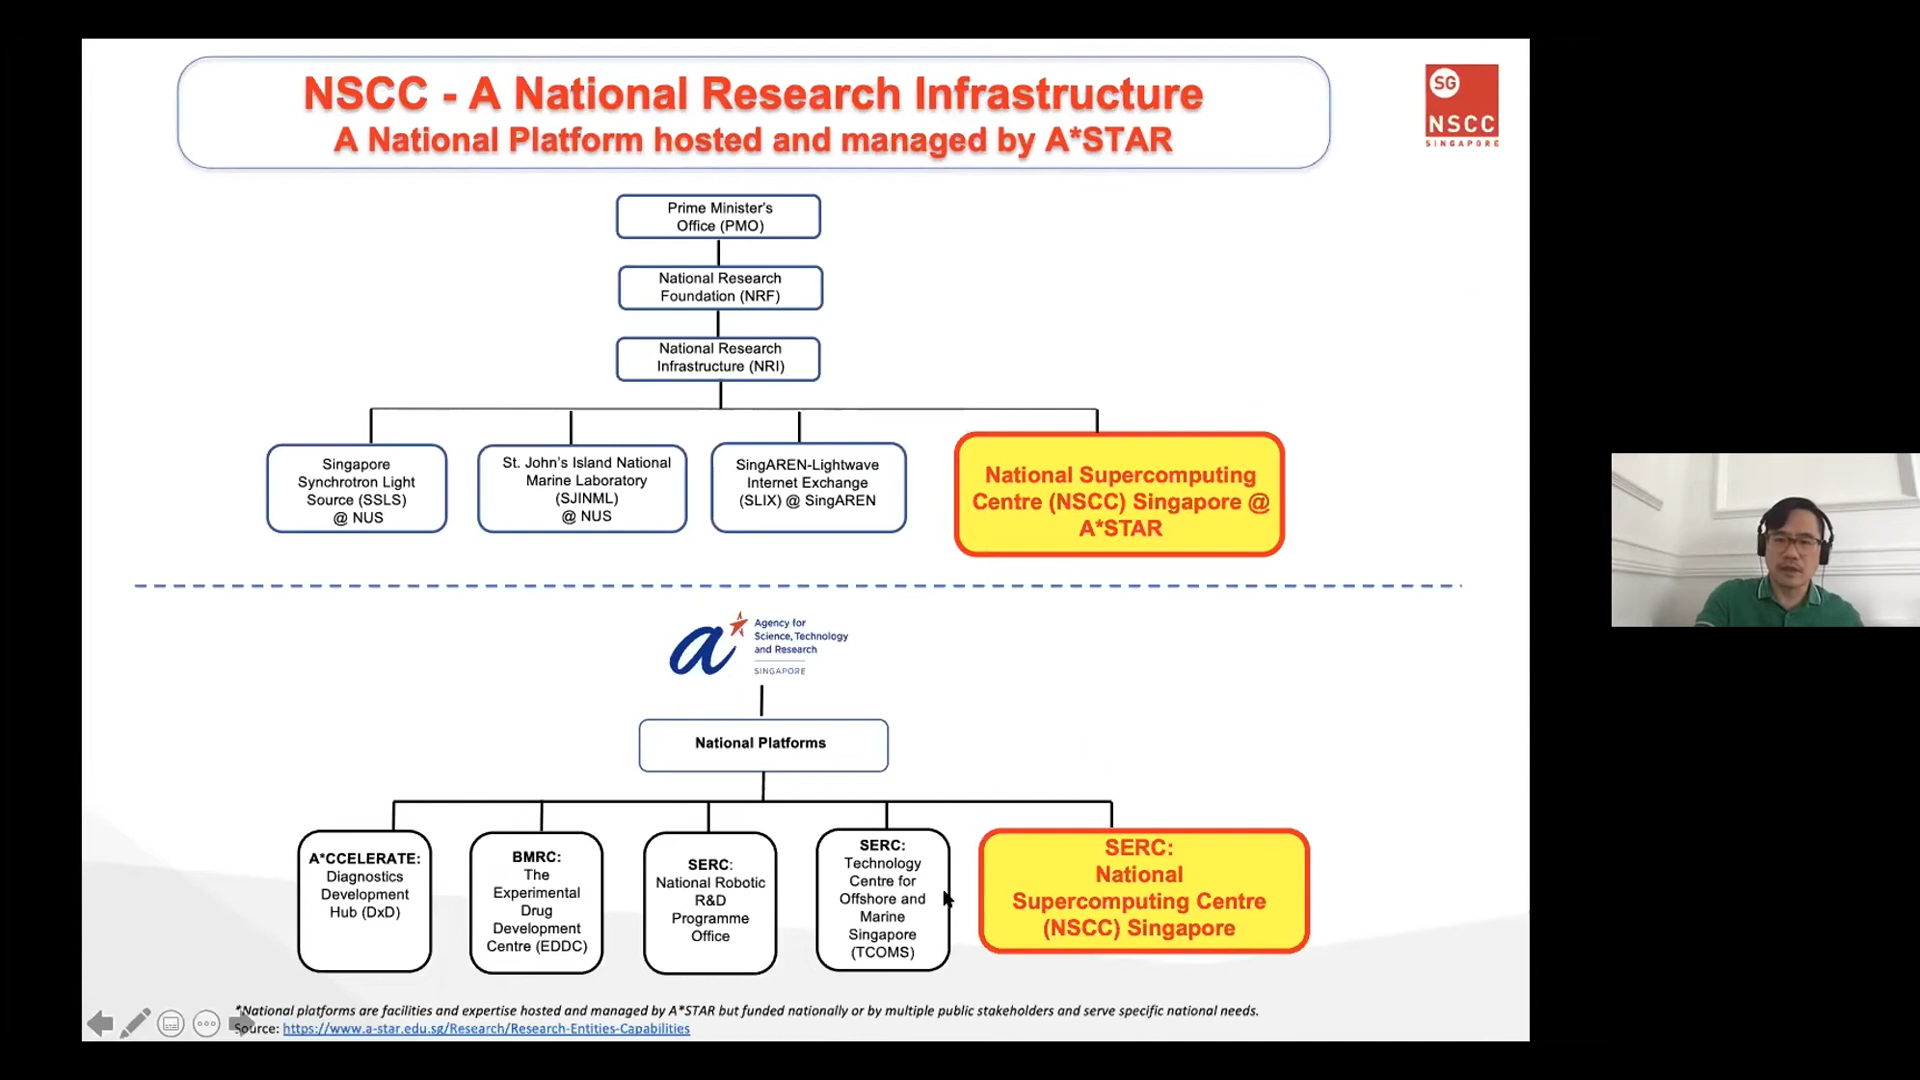 NSCC - A National Research Infrastructure
A National Platform hosted and managed by A*STAR
SG
NSCC
SINGAPORE
Prime Minister's
Office (PMO)
National Research
Foundation (NRF)
National Research
Infrastructure (NRI)
Singapore
Synchrotron Light
Source (SSLS)
@ NUS
St. John's Island National
Marine Laboratory
(SJINML)
@ NUS
SingAREN-Lightwave
Internet Exchange
(SLIX) @ SingAREN
National Supercomputing
Centre (NSCC) Singapore @
A*STAR
a
Agency for
Science, Technology
and Research
SINGAPORE
National Platforms
A*CCELERATE:
Diagnostics
Development
Hub (DxD)
BMRC:
The
Experimental
Drug
Development
Centre (EDDC)
SERC:
National Robotic
R&D
Programme
Office
SERC:
Technology
Centre for
Offshore and
Marine
Singapore
(TCOMS)
SERC:
National
Supercomputing Centre
(NSCC) Singapore
*National platforms are facilities and expertise hosted and managed by A*STAR but funded nationally or by multiple public stakeholders and serve specific national needs.
Source: https://www.a-star.edu.sg/Research/Research-Entities-Capabilities